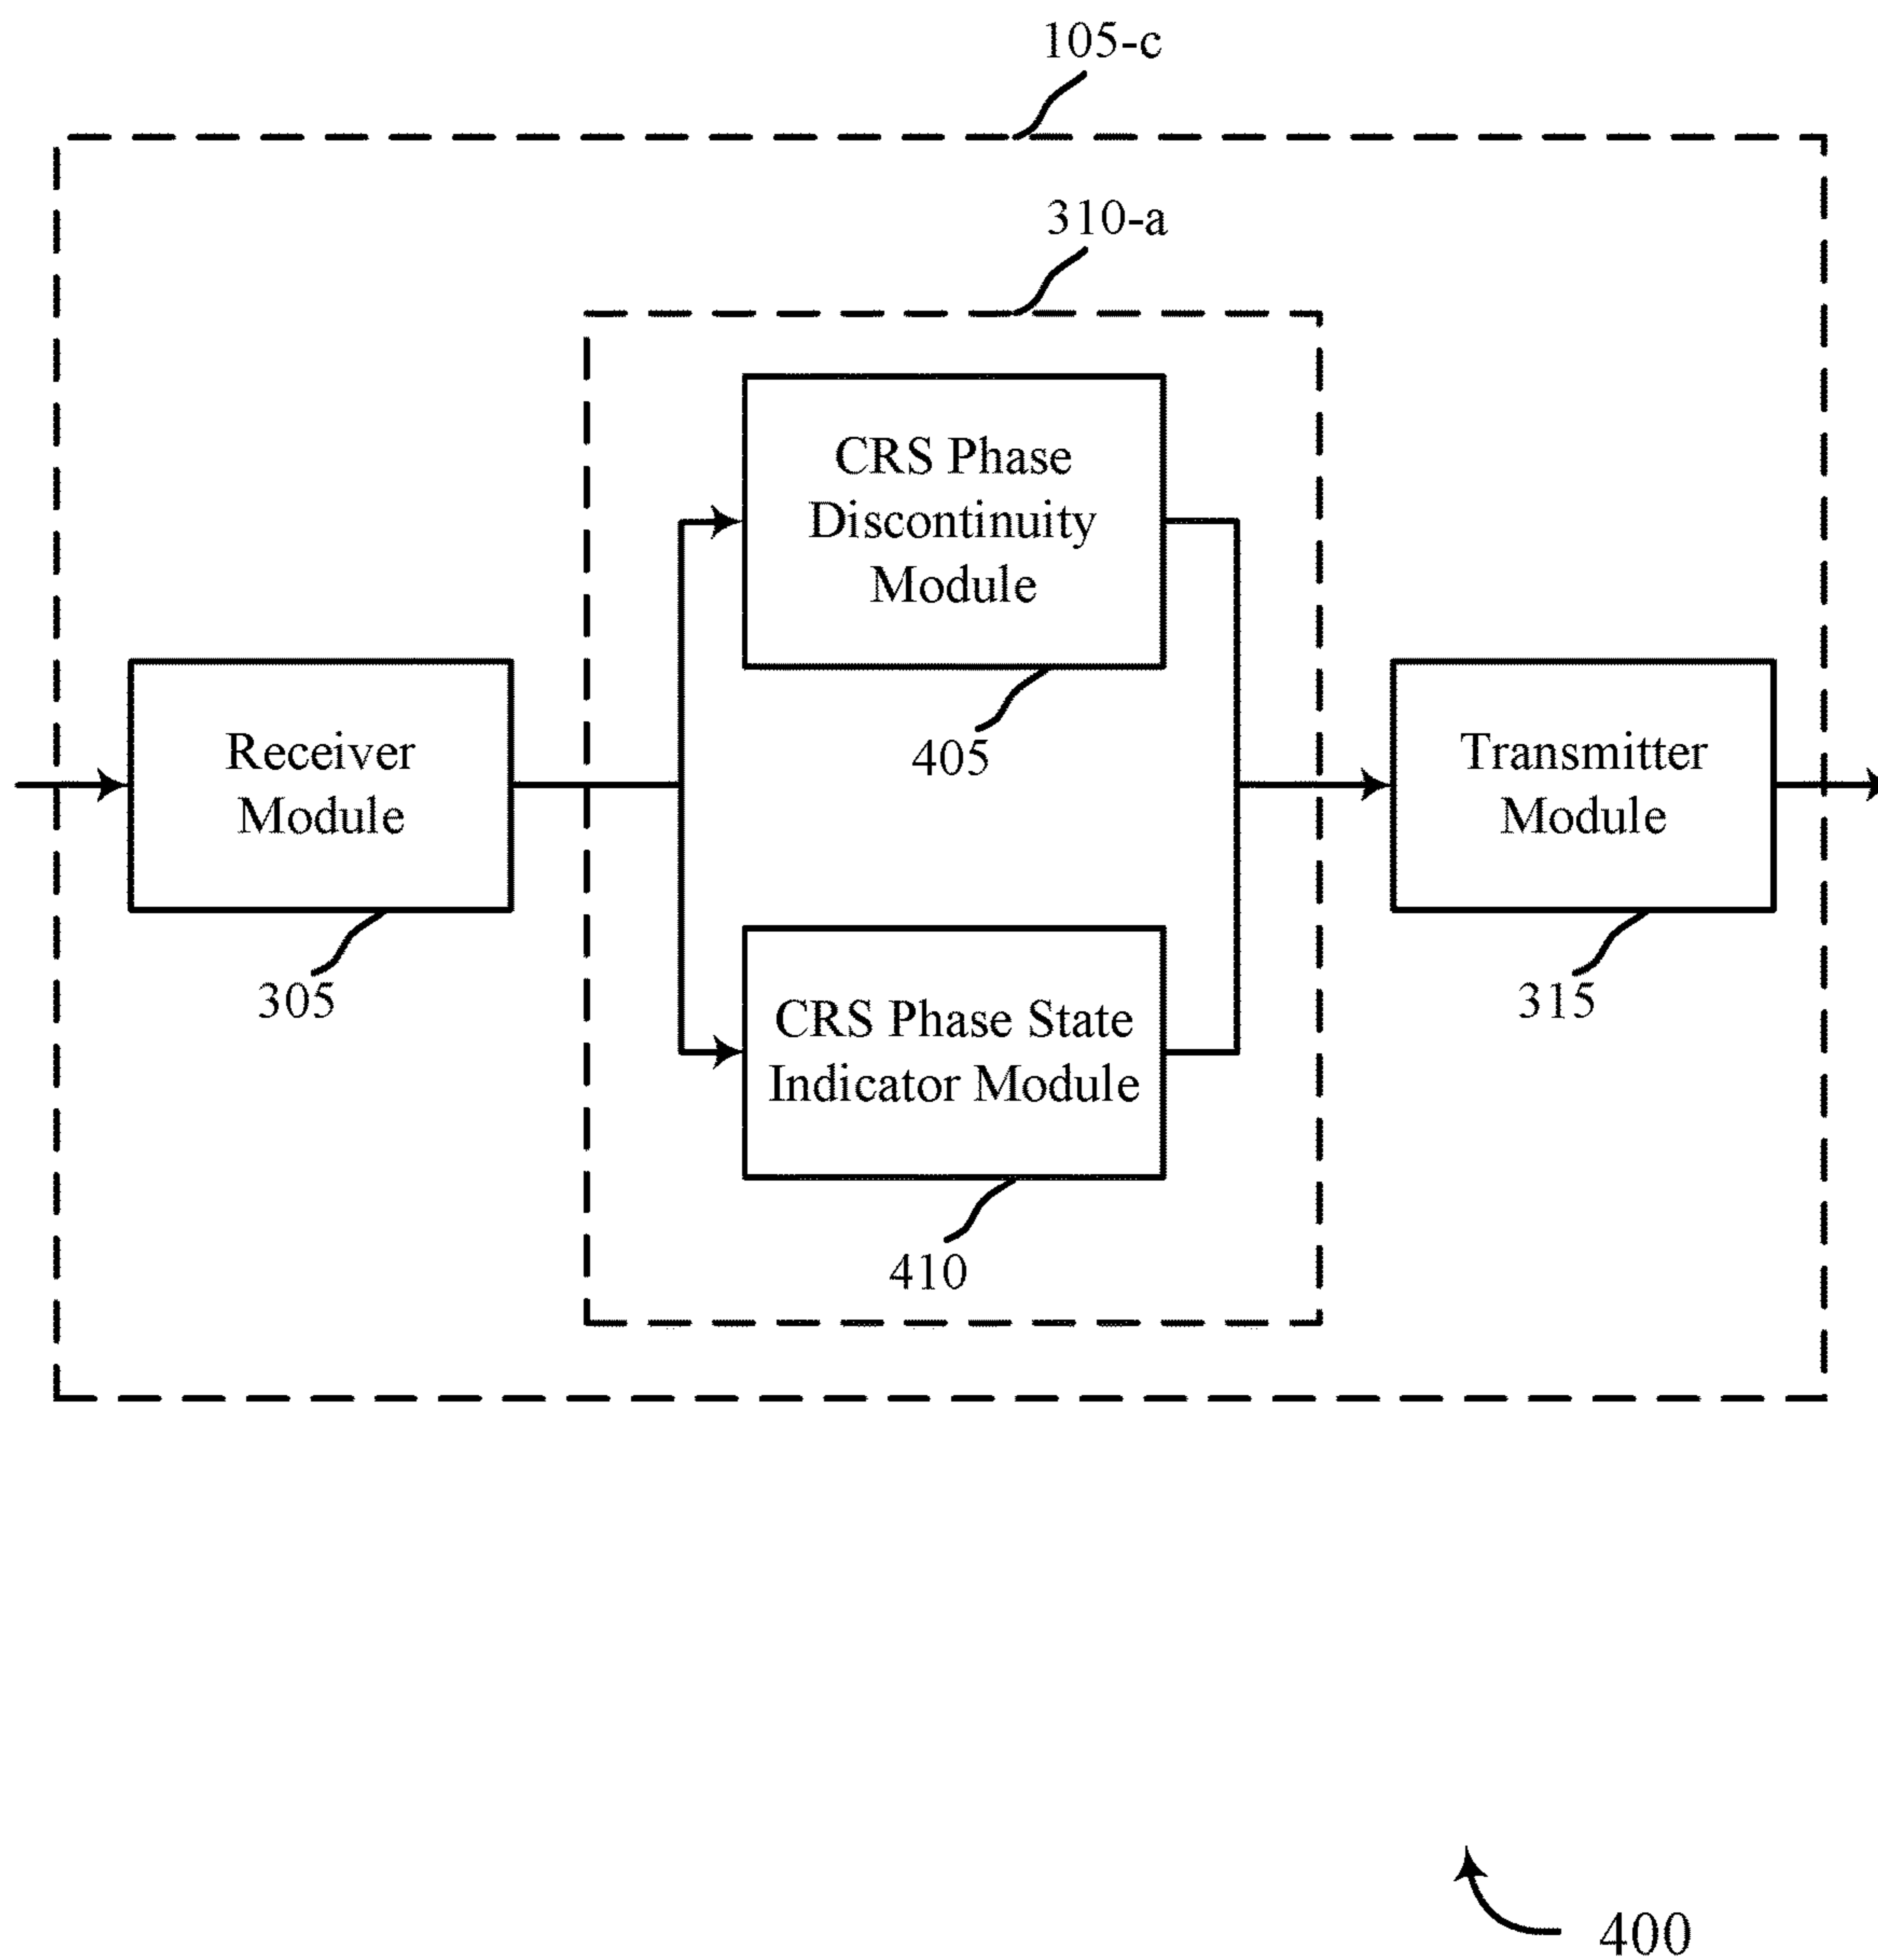 105-c
310-a
CRS Phase
Discontinuity
Module
405
Receiver
Module
305
Transmitter
Module
315
CRS Phase State
Indicator Module
410
400